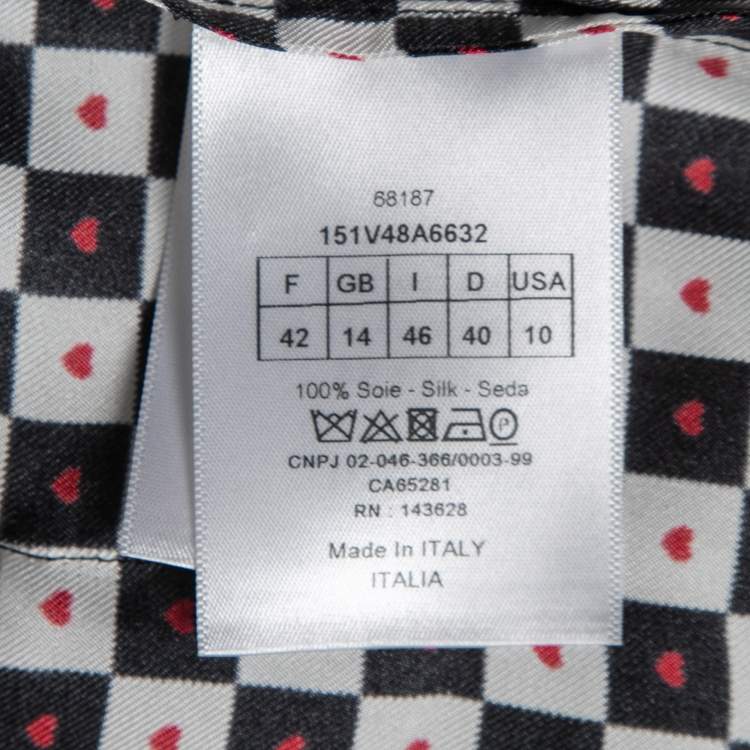 68187
151V48A6632
F GB I D USA
42 14 46 40 10
100% Soie - Silk - Seda
P
CNPJ 02-046-366/0003-99
CA65281
RN : 143628
Made In ITALY
ITALIA